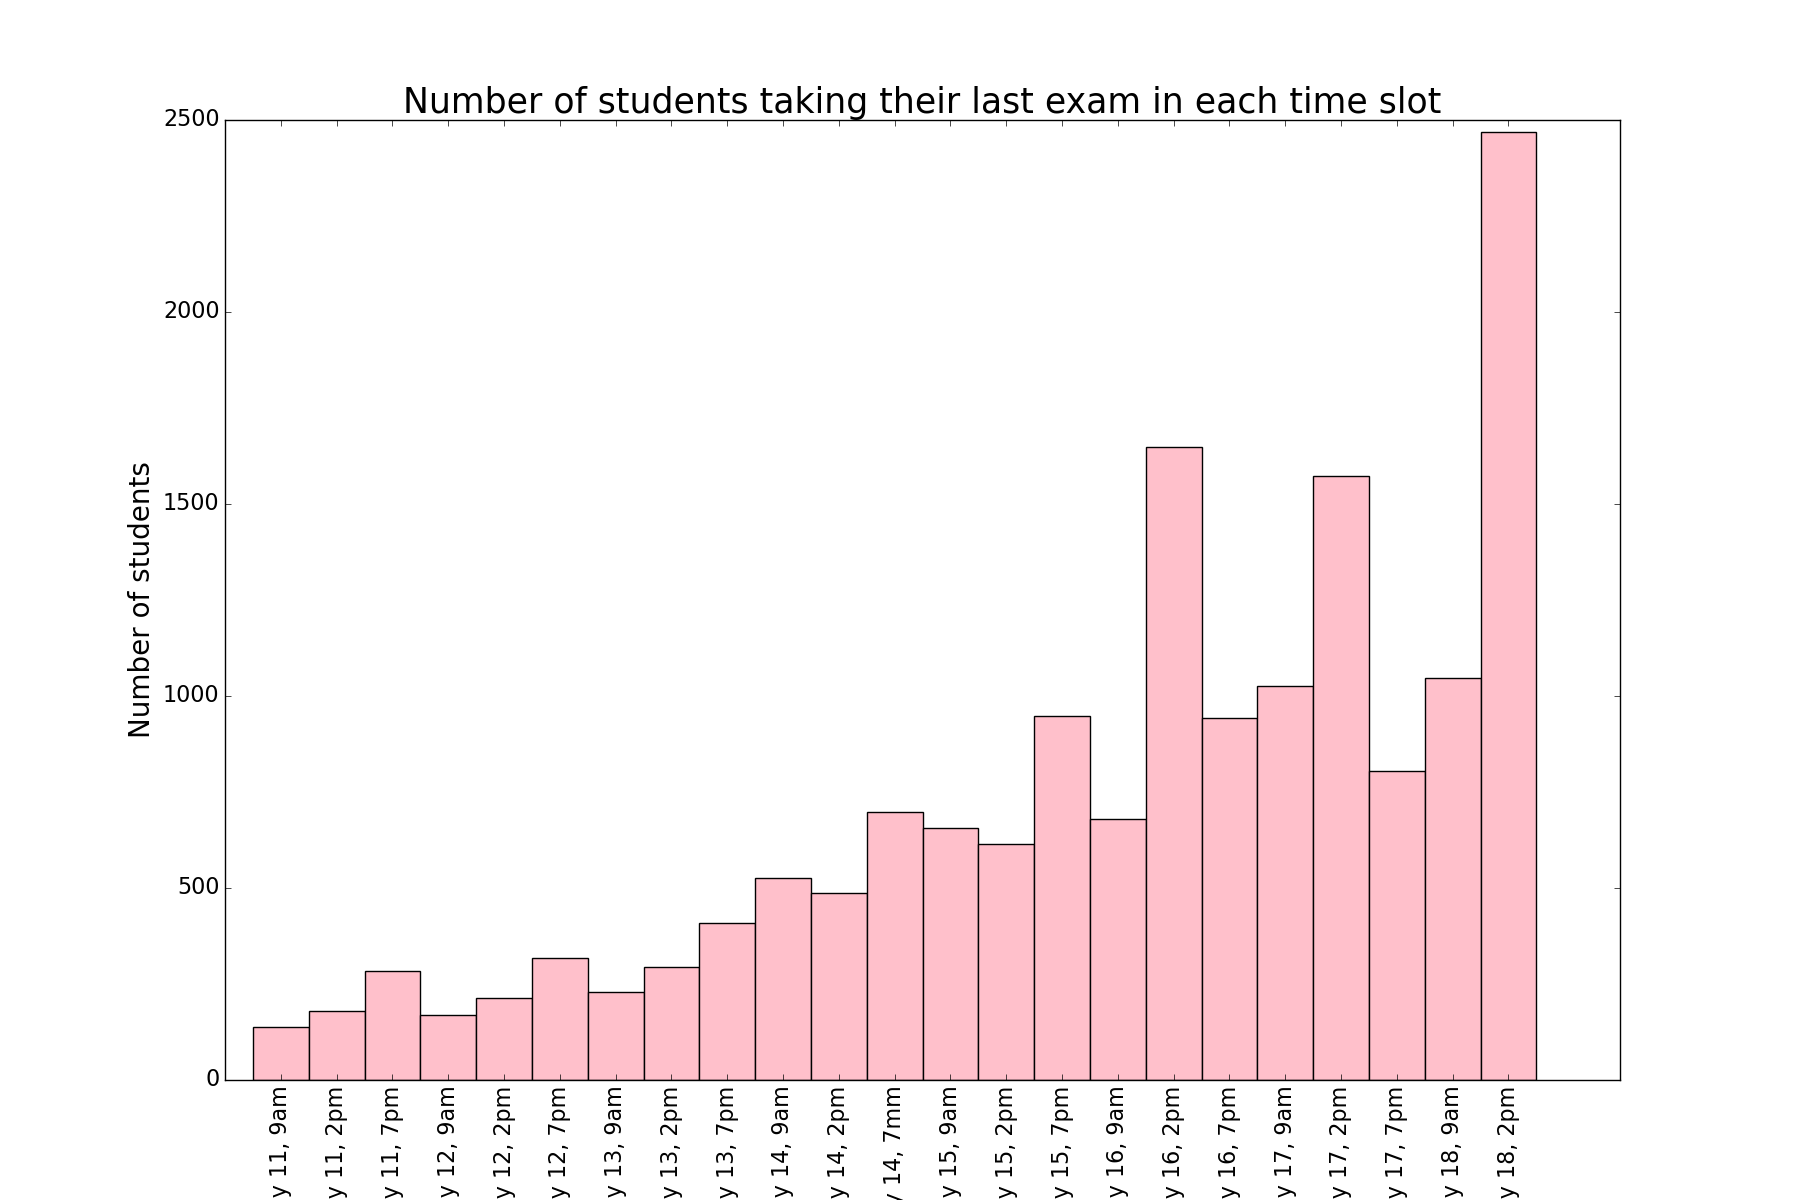 Number of students taking their last exam in each time slot
Number of students
2500
2000
1500
1000
500
0
y 11, 9am
y 11, 2pm
y 11, 7pm
y 12, 9am
y 12, 2pm
y 12, 7pm
y 13, 9am
y 13, 2pm
y 13, 7pm
y 14, 9am
y 14, 2pm
y 14, 7mm
y 15, 9am
y 15, 2pm
y 15, 7pm
y 16, 9am
y 16, 2pm
y 16, 7pm
y 17, 9am
y 17, 2pm
y 17, 7pm
y 18, 9am
y 18, 2pm